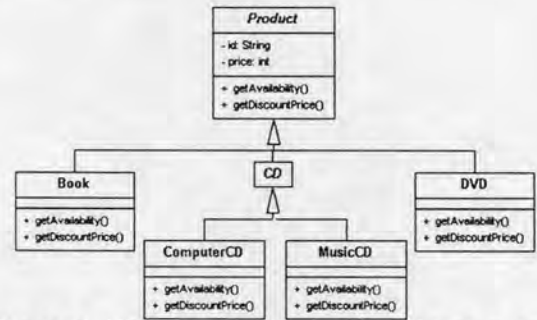 Product
- id: String
- price: int
+ getAvailability()
+ getDiscountPrice()
Book
+ getAvailability()
+ getDiscountPrice()
CD
DVD
+ getAvailability()
+ getDiscountPrice()
ComputerCD
+ getAvailability()
+ getDiscountPrice()
MusicCD
+ getAvailability()
+ getDiscountPrice()